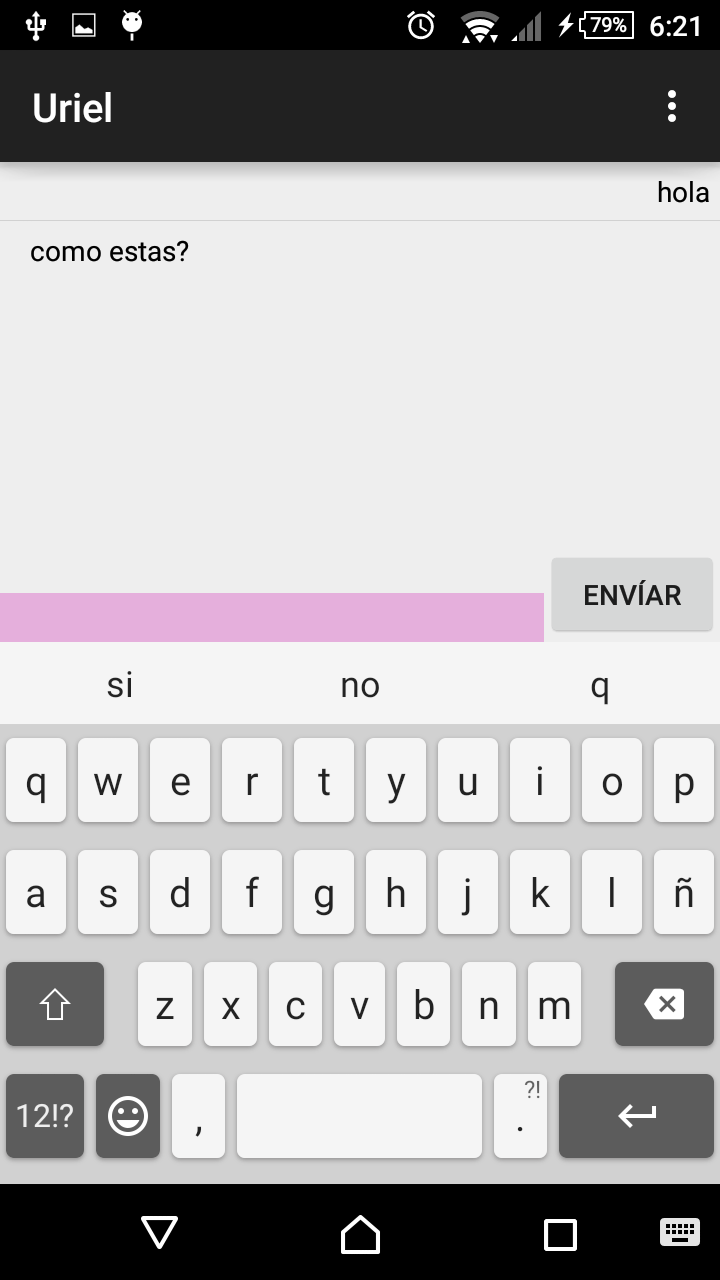 79% 6:21
Uriel
hola
como estas?
ENVÍAR
si no q
q w e r t y u i o p
a s d f g h j k l ñ
z x c v b n m
12!? , ?! .